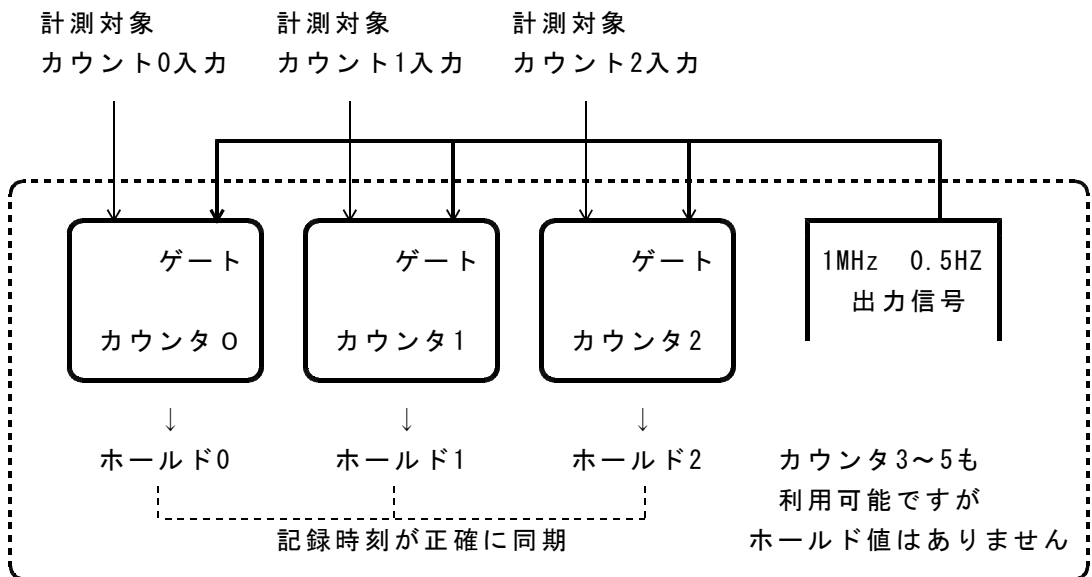 計測対象
カウント0入力
計測対象
カウント1入力
計測対象
カウント2入力
ゲート
カウンタ0
ゲート
カウンタ1
ゲート
カウンタ2
1MHz 0.5HZ
出力信号
↓
ホールド0
↓
ホールド1
↓
ホールド2
記録時刻が正確に同期
カウンタ3～5も
利用可能ですが
ホールド値はありません